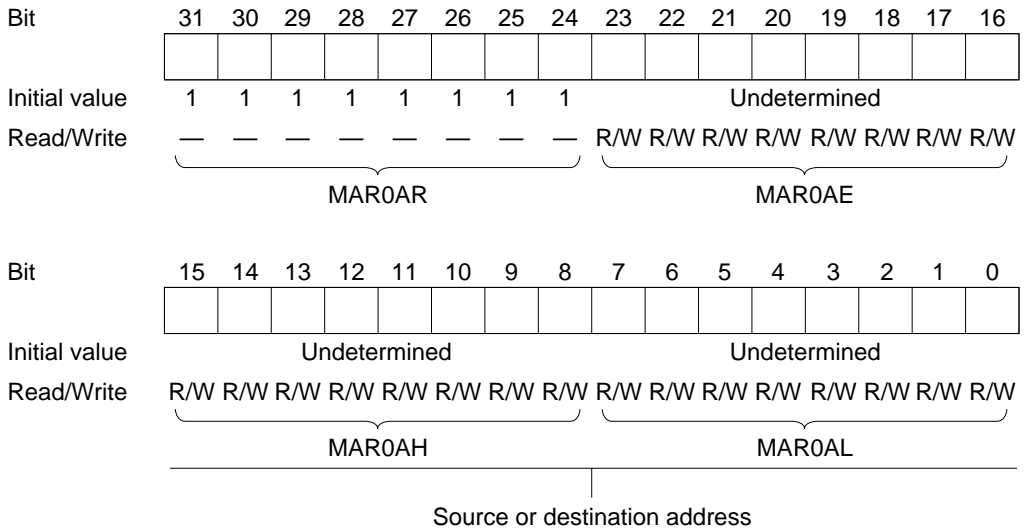 Bit 31 30 29 28 27 26 25 24 23 22 21 20 19 18 17 16
Initial value 1 1 1 1 1 1 1 1 Undetermined
Read/Write — — — — — — — — R/W R/W R/W R/W R/W R/W R/W R/W
MAR0AR MAR0AE
Bit 15 14 13 12 11 10 9 8 7 6 5 4 3 2 1 0
Initial value Undetermined Undetermined
Read/Write R/W R/W R/W R/W R/W R/W R/W R/W R/W R/W R/W R/W R/W R/W R/W R/W
MAR0AH MAR0AL
Source or destination address